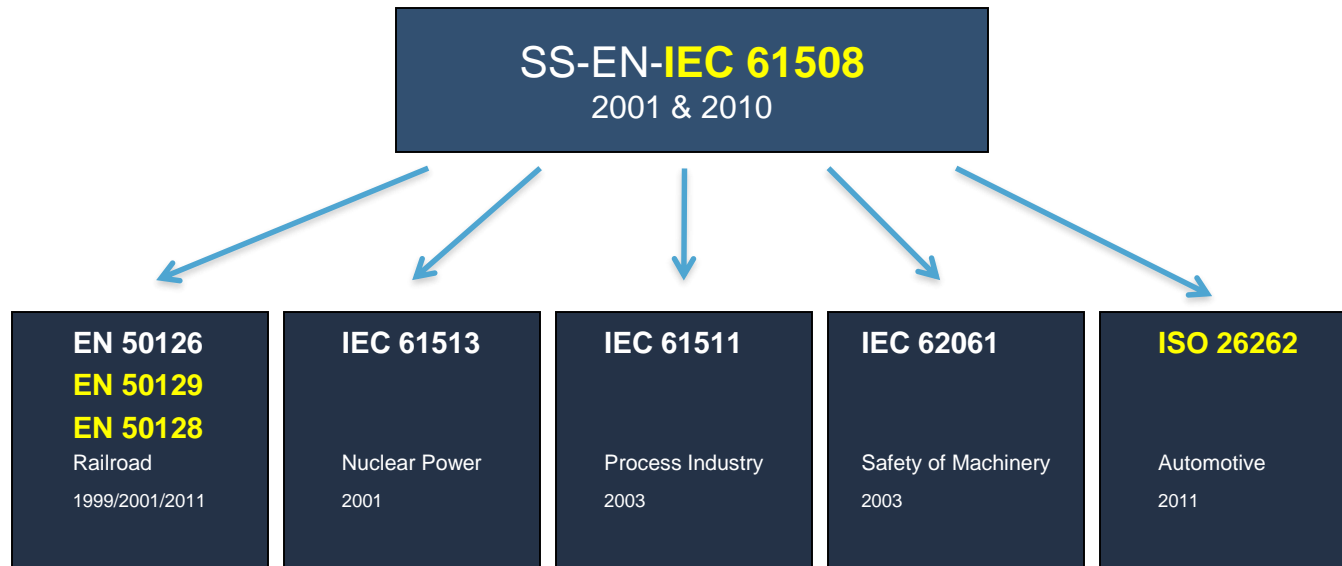 SS-EN-IEC 61508
2001 & 2010
EN 50126
EN 50129
EN 50128
Railroad
1999/2001/2011
IEC 61513
Nuclear Power
2001
IEC 61511
Process Industry
2003
IEC 62061
Safety of Machinery
2003
ISO 26262
Automotive
2011